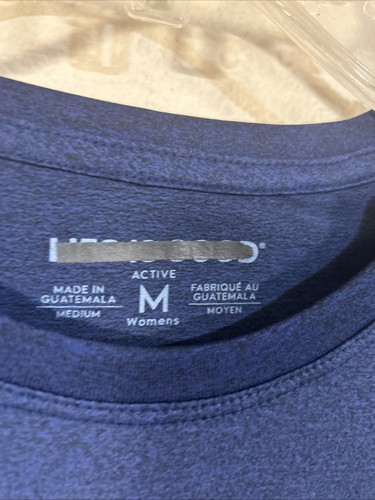 ACTIVE
MADE IN
GUATEMALA
MEDIUM
M
Womens
FABRIQUÉ AU
GUATEMALA
MOYEN